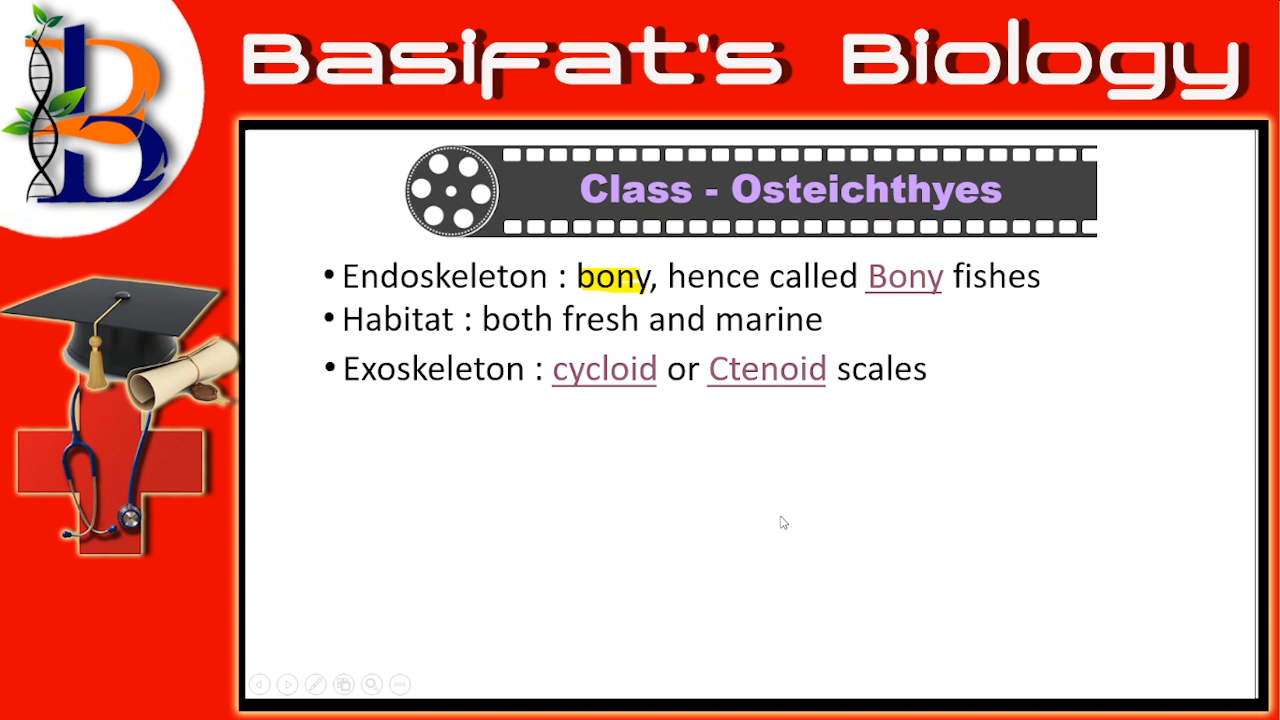 Basifat's Biology
Class - Osteichthyes
• Endoskeleton : bony, hence called Bony fishes
• Habitat : both fresh and marine
• Exoskeleton : cycloid or Ctenoid scales